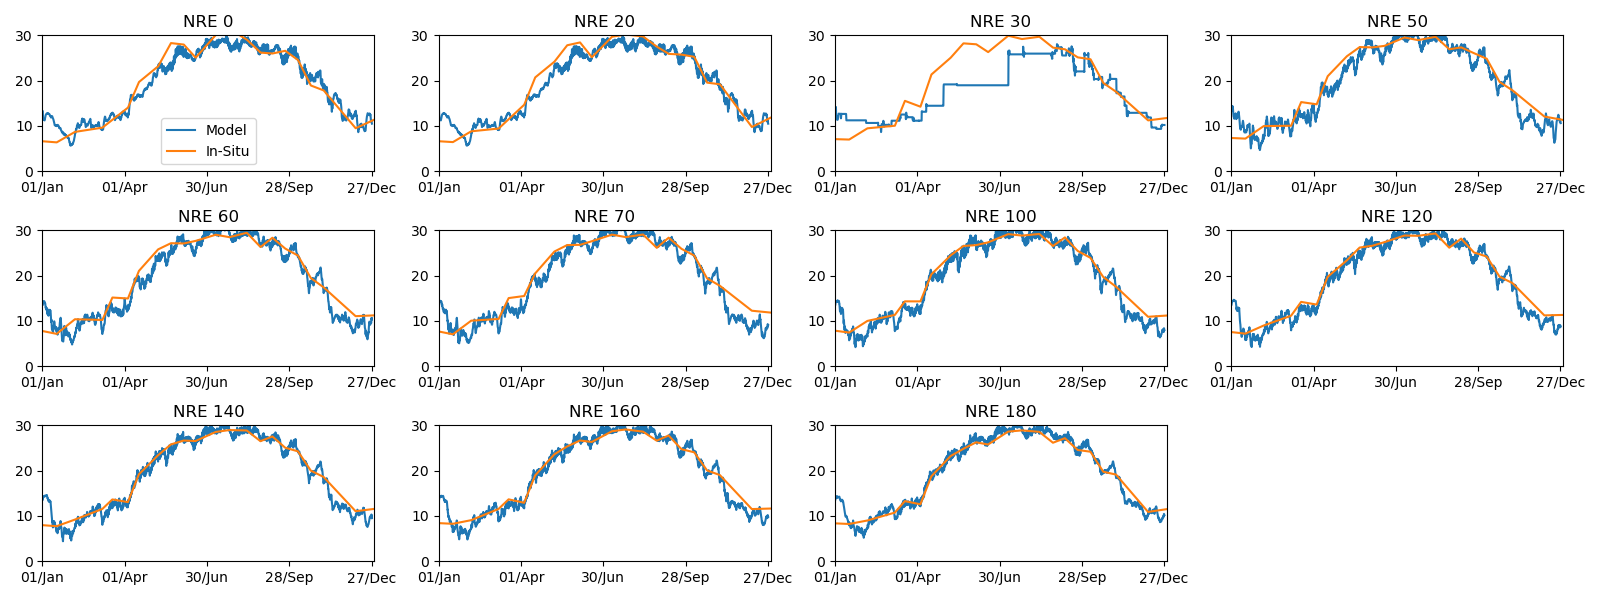 NRE 0
30
20
10
0
Model
In-Situ
01/Jan
01/Apr
30/Jun
28/Sep
27/Dec
NRE 20
30
20
10
0
01/Jan
01/Apr
30/Jun
28/Sep
27/Dec
NRE 30
30
20
10
0
01/Jan
01/Apr
30/Jun
28/Sep
27/Dec
NRE 50
30
20
10
0
01/Jan
01/Apr
30/Jun
28/Sep
27/Dec
NRE 60
30
20
10
0
01/Jan
01/Apr
30/Jun
28/Sep
27/Dec
NRE 70
30
20
10
0
01/Jan
01/Apr
30/Jun
28/Sep
27/Dec
NRE 100
30
20
10
0
01/Jan
01/Apr
30/Jun
28/Sep
27/Dec
NRE 120
30
20
10
0
01/Jan
01/Apr
30/Jun
28/Sep
27/Dec
NRE 140
30
20
10
0
01/Jan
01/Apr
30/Jun
28/Sep
27/Dec
NRE 160
30
20
10
0
01/Jan
01/Apr
30/Jun
28/Sep
27/Dec
NRE 180
30
20
10
0
01/Jan
01/Apr
30/Jun
28/Sep
27/Dec